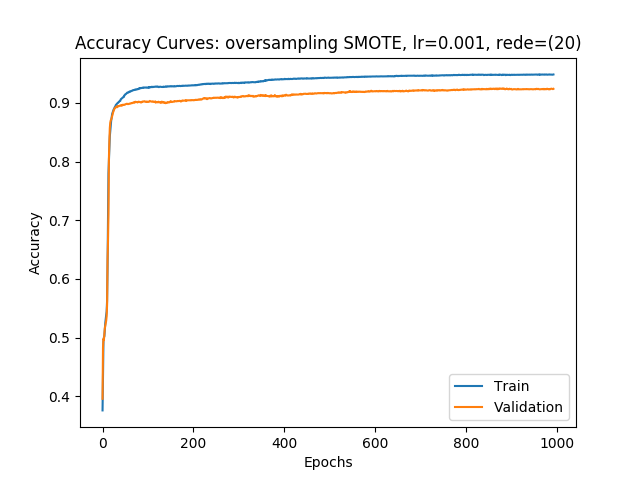 Accuracy Curves: oversampling SMOTE, lr=0.001, rede=(20)
Accuracy
0.9
0.8
0.7
0.6
0.5
0.4
0 200 400 600 800 1000
Epochs
Train
Validation